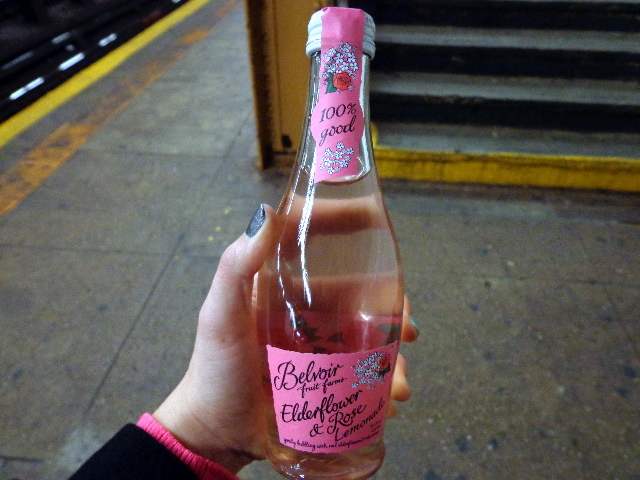 100%
good
Belvoir
fruit farms
Elderflower
& Rose
Lemonade